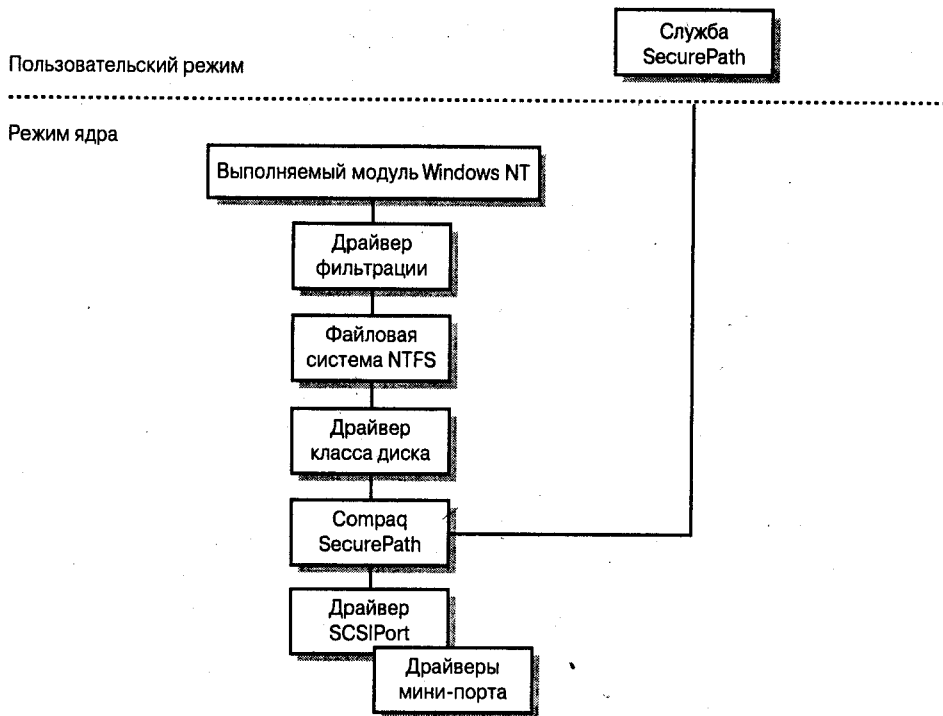 Служба
SecurePath
Пользовательский режим
Режим ядра
Выполняемый модуль Windows NT
Драйвер
фильтрации
Файловая
система NTFS
Драйвер
класса диска
Compaq
SecurePath
Драйвер
SCSIPort
Драйверы
мини-порта